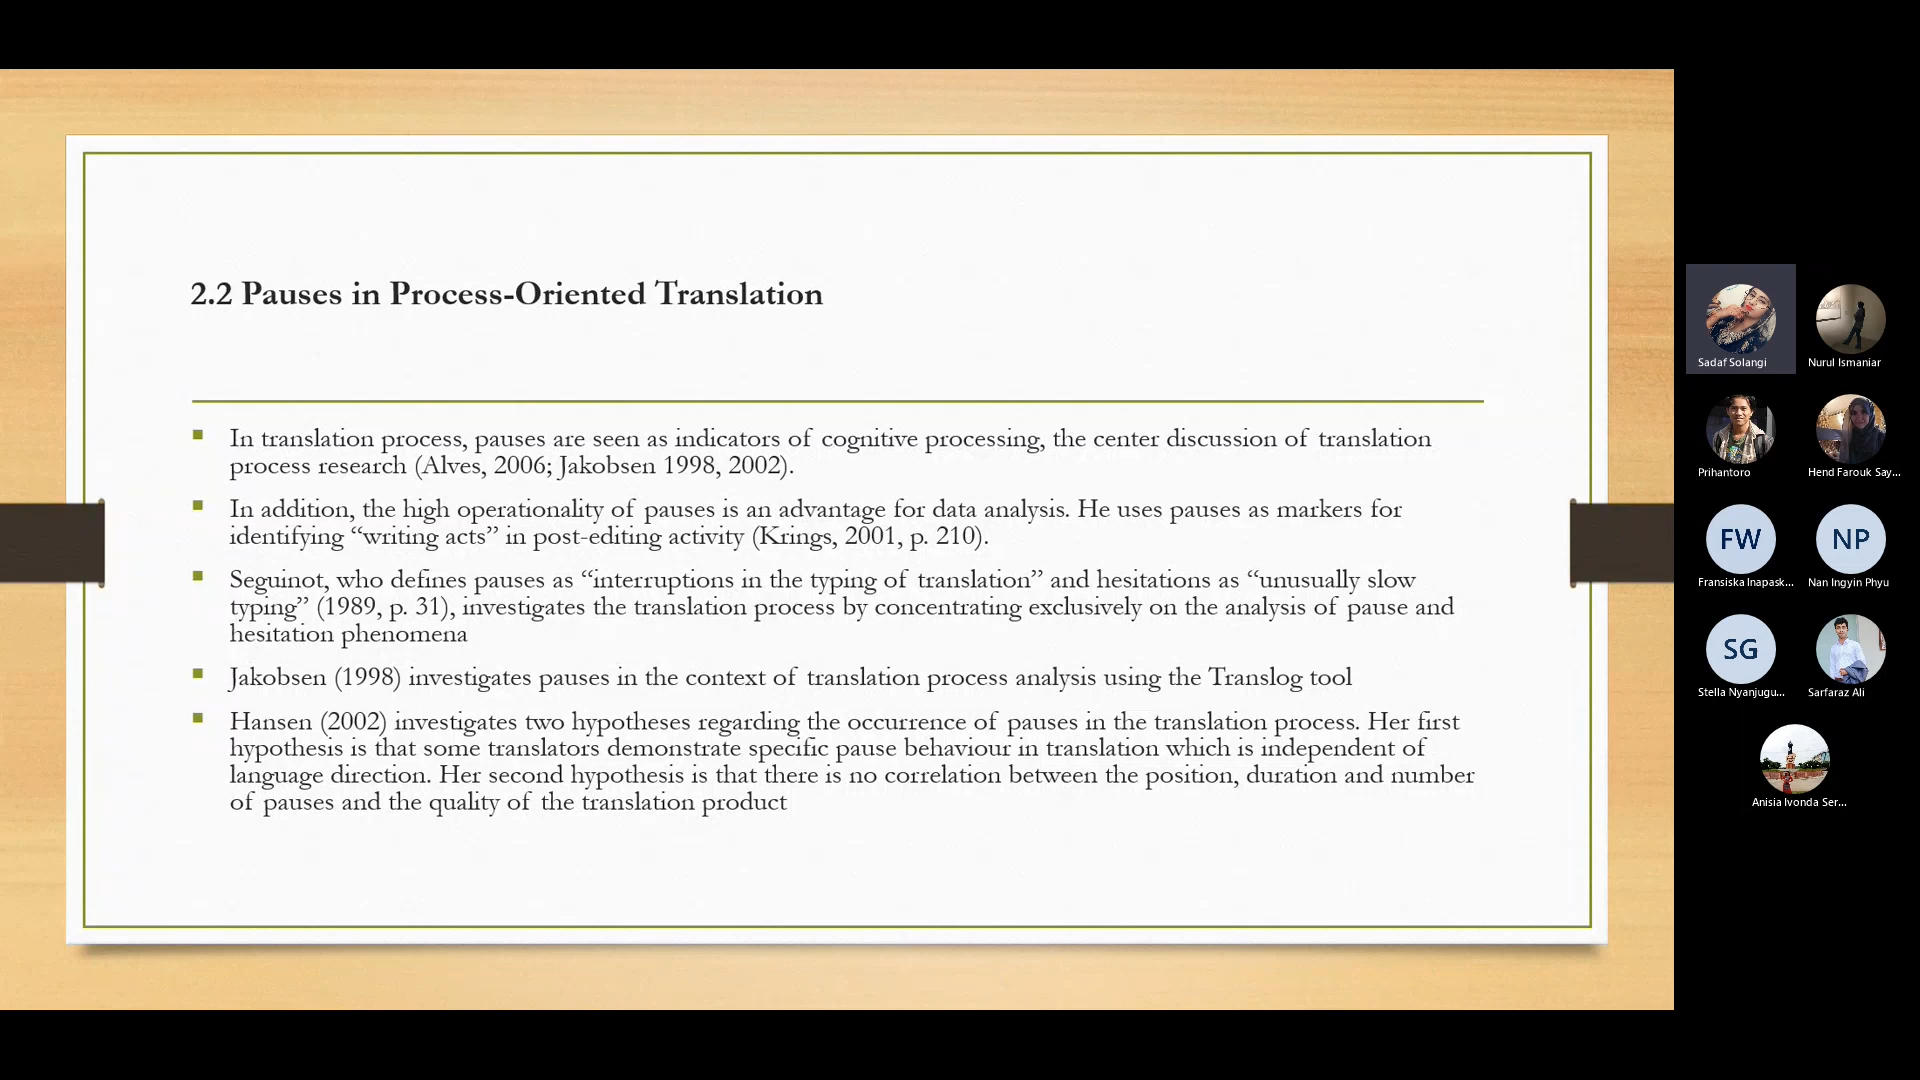 2.2 Pauses in Process-Oriented Translation
In translation process, pauses are seen as indicators of cognitive processing, the center discussion of translation
process research (Alves, 2006; Jakobsen 1998, 2002).
In addition, the high operationality of pauses is an advantage for data analysis. He uses pauses as markers for
identifying “writing acts” in post-editing activity (Krings, 2001, p. 210).
Seguinot, who defines pauses as “interruptions in the typing of translation” and hesitations as “unusually slow
typing” (1989, p. 31), investigates the translation process by concentrating exclusively on the analysis of pause and
hesitation phenomena
Jakobsen (1998) investigates pauses in the context of translation process analysis using the Translog tool
Hansen (2002) investigates two hypotheses regarding the occurrence of pauses in the translation process. Her first
hypothesis is that some translators demonstrate specific pause behaviour in translation which is independent of
language direction. Her second hypothesis is that there is no correlation between the position, duration and number
of pauses and the quality of the translation product
Sadaf Solangi
Nurul Ismaniar
Prihantoro
Hend Farouk Say...
FW
NP
Fransiska Inapask...
Nan Ingyin Phyu
SG
Stella Nyanjugu...
Sarfaraz Ali
Anisia Ivonda Ser...